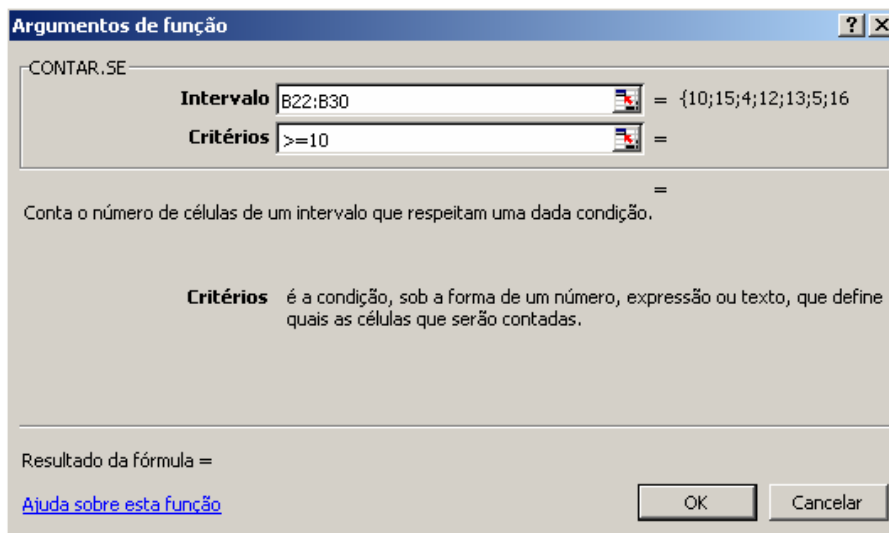 Argumentos de função
CONTAR.SE
Intervalo B22:B30 = {10;15;4;12;13;5;16
Critérios >=10 =
=
Conta o número de células de um intervalo que respeitam uma dada condição.
Critérios é a condição, sob a forma de um número, expressão ou texto, que define
quais as células que serão contadas.
Resultado da fórmula =
Ajuda sobre esta função OK Cancelar